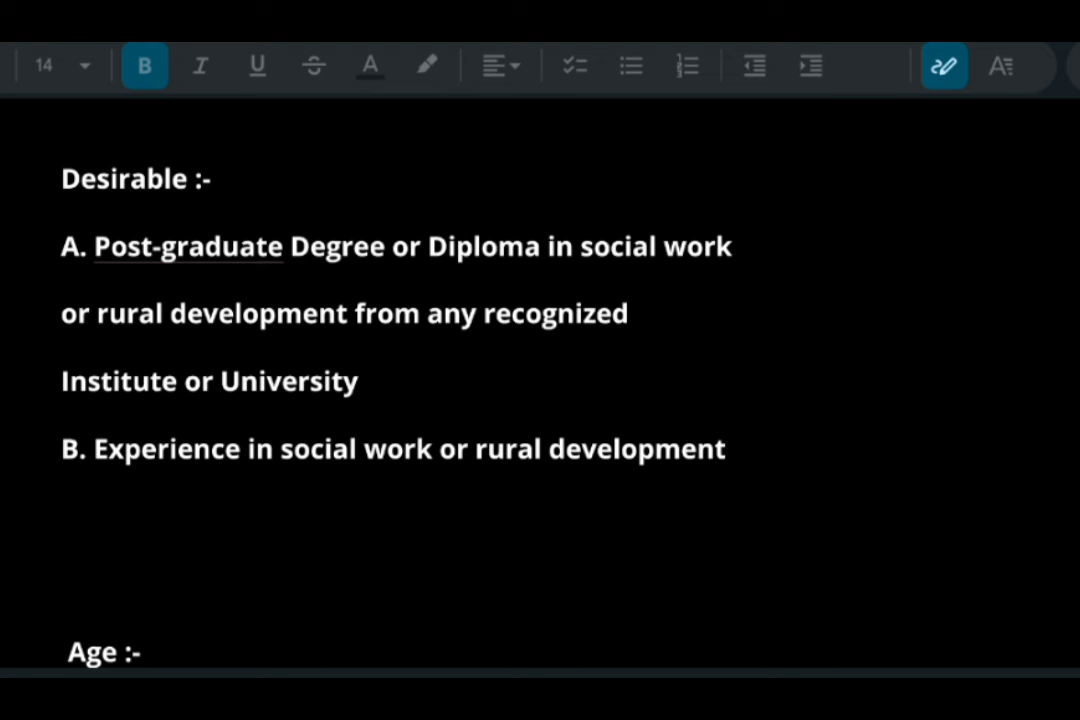 14 B I U S A
A
Desirable :-
A. Post-graduate Degree or Diploma in social work
or rural development from any recognized
Institute or University
B. Experience in social work or rural development
Age :-